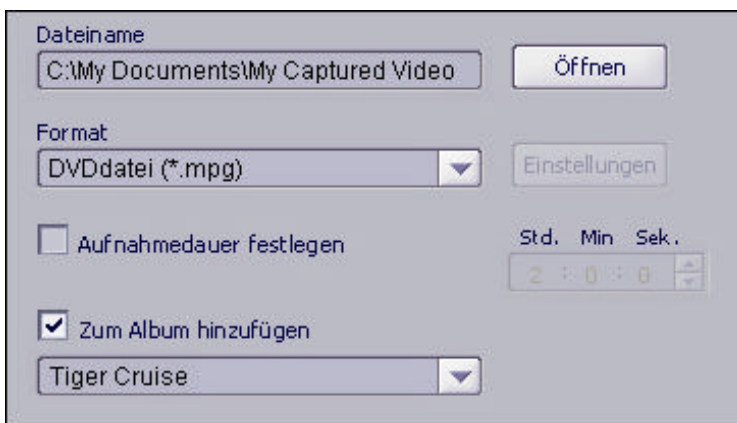 Dateiname
C:\My Documents\My Captured Video
Öffnen
Format
DVDdatei (*.mpg)
Einstellungen
Aufnahmedauer festlegen
Std. Min Sek.
2 : 0 : 0
Zum Album hinzufügen
Tiger Cruise